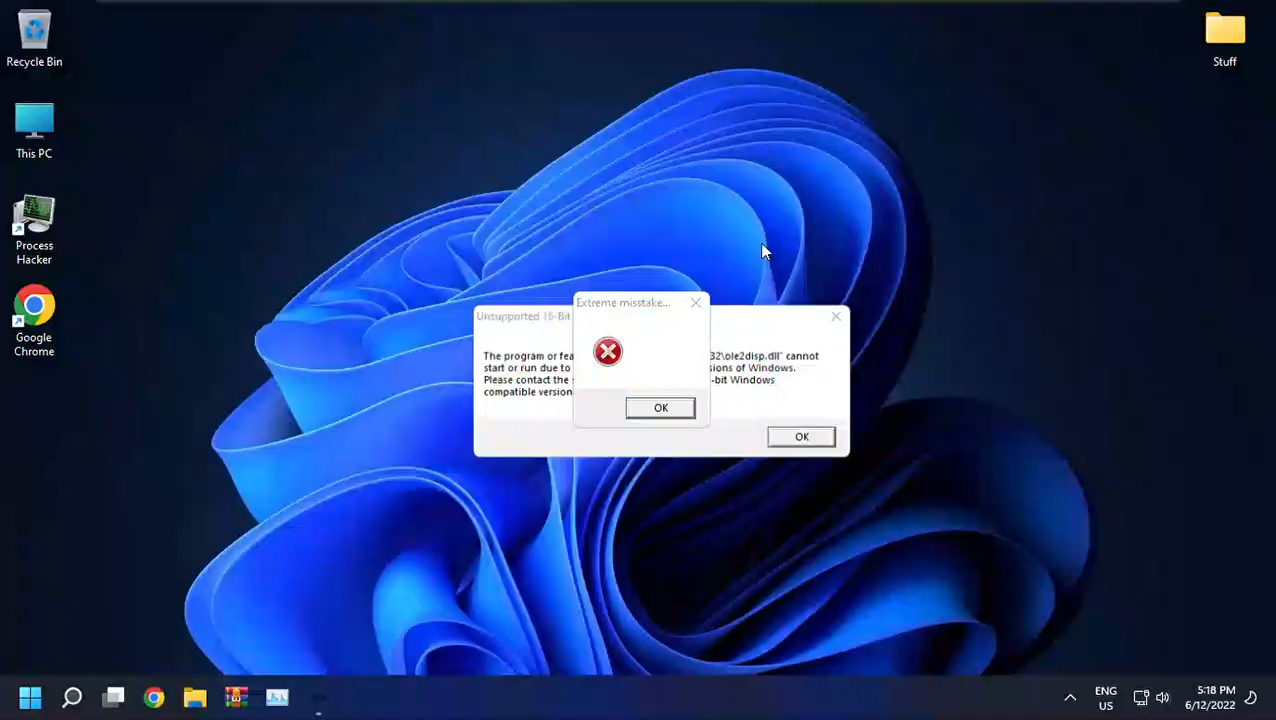 Recycle Bin
Stuff
This PC
Process
Hacker
Google
Chrome
Extreme misstake...
Unsupported 16-Bit
The program or fea 32\ole2disp.dll" cannot
start or run due to sions of Windows.
Please contact the s -bit Windows
compatible version
OK
OK
ENG
US
5:18 PM
6/12/2022